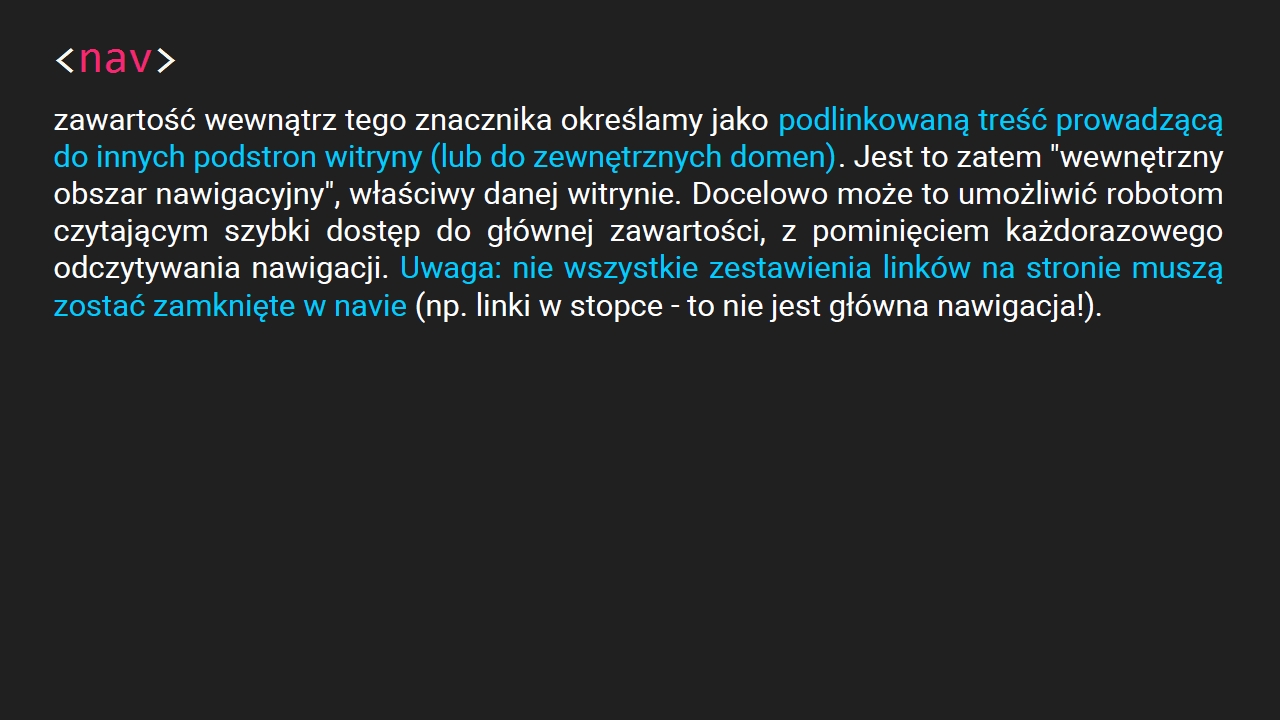 <nav>
zawartość wewnątrz tego znacznika określamy jako podlinkowaną treść prowadzącą
do innych podstron witryny (lub do zewnętrznych domen). Jest to zatem "wewnętrzny
obszar nawigacyjny", właściwy danej witrynie. Docelowo może to umożliwić robotom
czytającym szybki dostęp do głównej zawartości, z pominięciem każdorazowego
odczytywania nawigacji. Uwaga: nie wszystkie zestawienia linków na stronie muszą
zostać zamknięte w navie (np. linki w stopce - to nie jest główna nawigacja!).